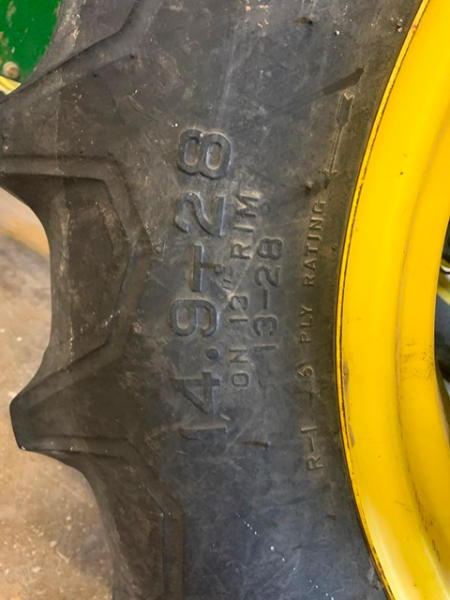 14.9-28
ON 13" RIM
13-28
R-1 6 PLY RATING